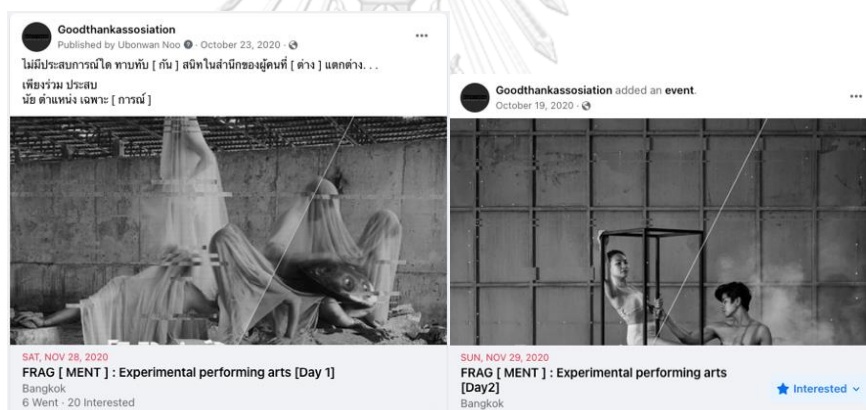 Goodthankassosiation
Published by Ubonwan Noo · October 23, 2020 ·
ไม่มีประสบการณ์ใด ทาบทับ [ กัน ] สนิทในสำนึกของผู้คนที่ [ ต่าง ] แตกต่าง. . .
เพียงร่วม ประสบ
นัย ตำแหน่ง เฉพาะ [ การณ์ ]
SAT, NOV 28, 2020
FRAG [ MENT ] : Experimental performing arts [Day 1]
Bangkok
6 Went · 20 Interested
Goodthankassosiation added an event.
October 19, 2020 ·
SUN, NOV 29, 2020
FRAG [ MENT ] : Experimental performing arts
[Day2]
Bangkok
Interested